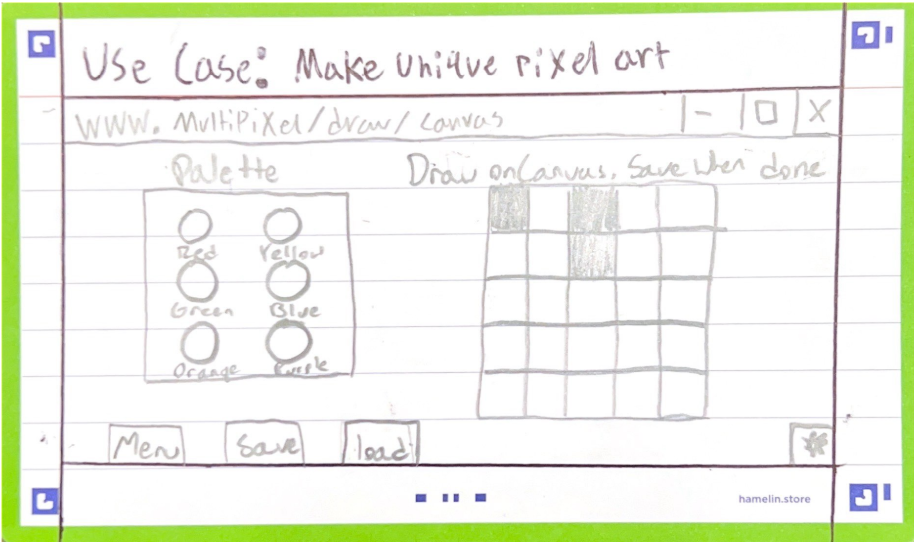 Use Case: Make unique pixel art
www. MultiPixel/draw/canvas
Palette
Draw on Canvas. Save when done
Red Yellow
Green Blue
Orange Purple
Menu Save load
hamelin.store